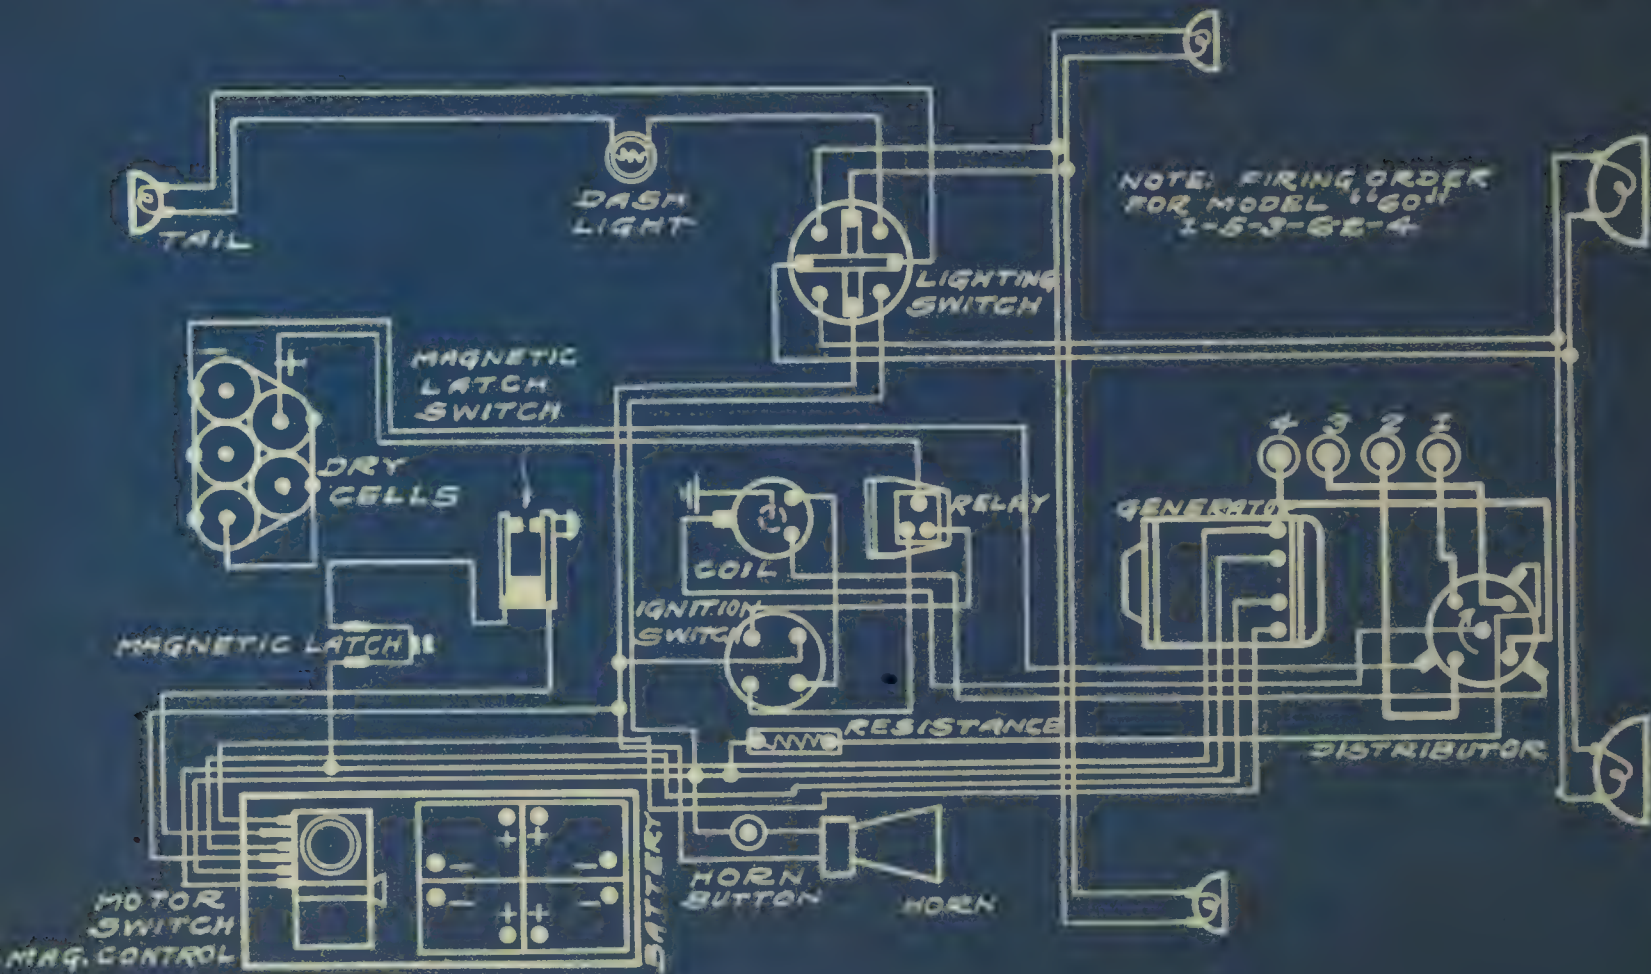 NOTE: FIRING ORDER
FOR MODEL "60"
1-5-3-6-2-4
TAIL
DASH
LIGHT
LIGHTING
SWITCH
MAGNETIC
LATCH
SWITCH
-
+
DRY
CELLS
4 3 2 1
RELAY
GENERATOR
COIL
IGNITION
SWITCH
MAGNETIC LATCH
RESISTANCE
DISTRIBUTOR
+ +
- -
- -
+ +
BATTERY
HORN
BUTTON
HORN
MOTOR
SWITCH
MAG. CONTROL